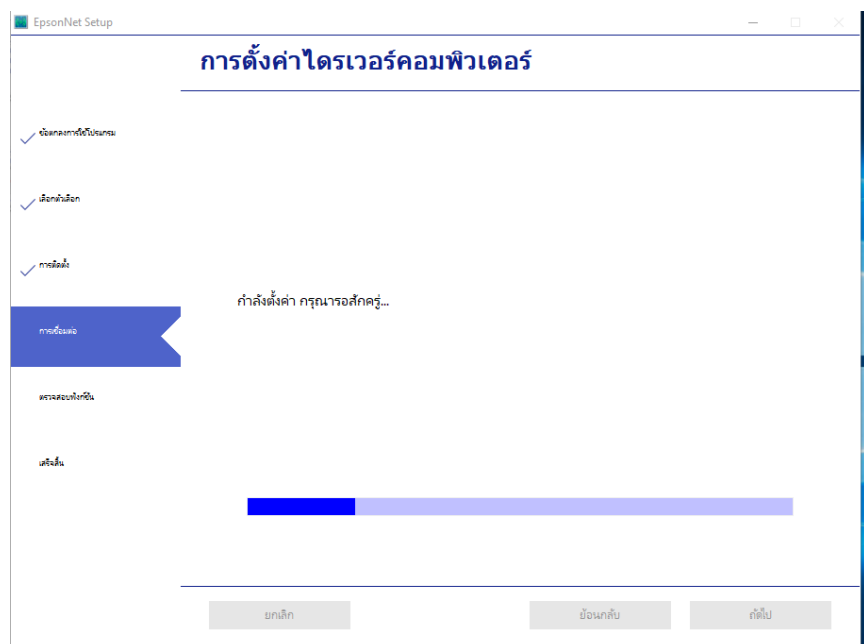 EpsonNet Setup
การตั้งค่าไดรเวอร์คอมพิวเตอร์
ข้อตกลงการใช้โปรแกรม
เลือกตัวเลือก
การติดตั้ง
กำลังตั้งค่า กรุณารอสักครู่...
การเชื่อมต่อ
ตรวจสอบฟังก์ชัน
เสร็จสิ้น
ยกเลิก
ย้อนกลับ
ถัดไป